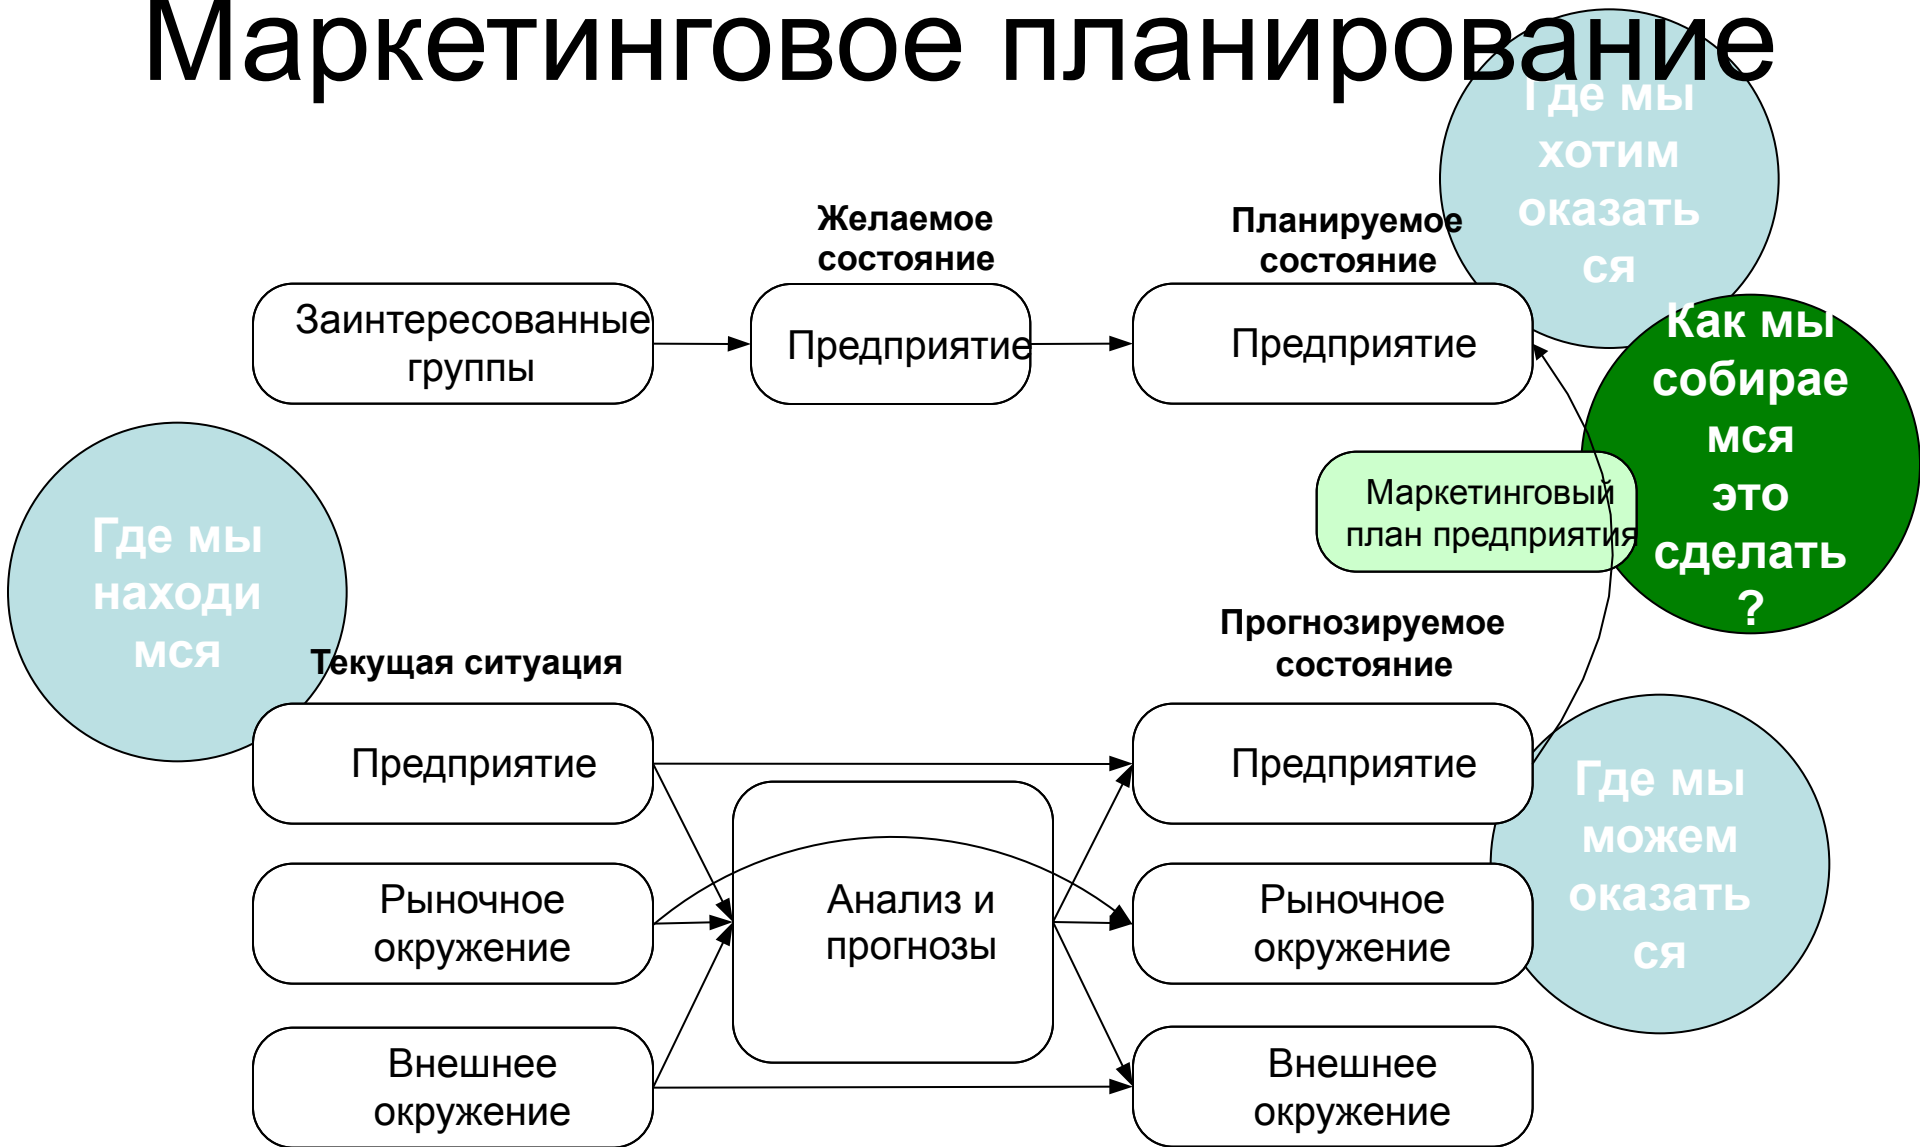 Маркетинговое планирование
Где мы
хотим
оказать
ся
Желаемое
состояние
Планируемое
состояние
Заинтересованные
группы
Предприятие
Предприятие
Как мы
собирае
мся
это
сделать
?
Маркетинговый
план предприятия
Где мы
находи
мся
Текущая ситуация
Прогнозируемое
состояние
Предприятие
Предприятие
Где мы
можем
оказать
ся
Рыночное
окружение
Анализ и
прогнозы
Рыночное
окружение
Внешнее
окружение
Внешнее
окружение